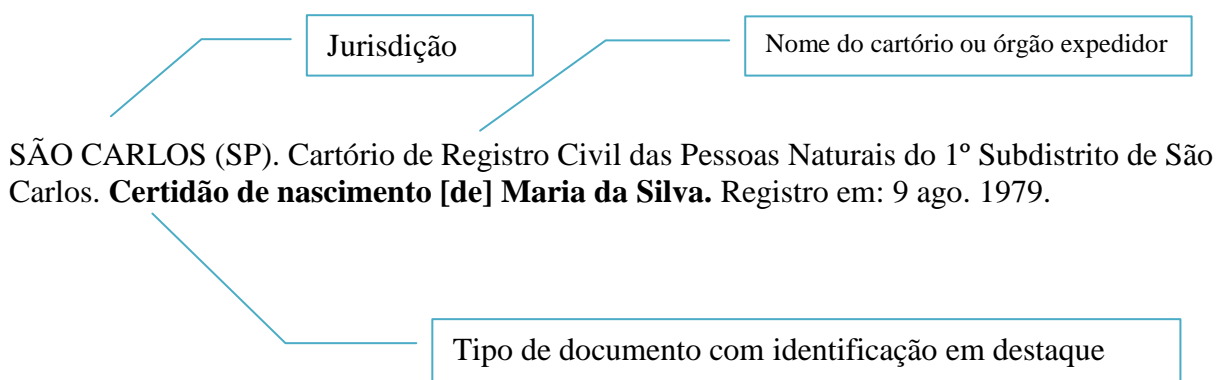 Jurisdição
Nome do cartório ou órgão expedidor
SÃO CARLOS (SP). Cartório de Registro Civil das Pessoas Naturais do 1º Subdistrito de São
Carlos. Certidão de nascimento [de] Maria da Silva. Registro em: 9 ago. 1979.
Tipo de documento com identificação em destaque